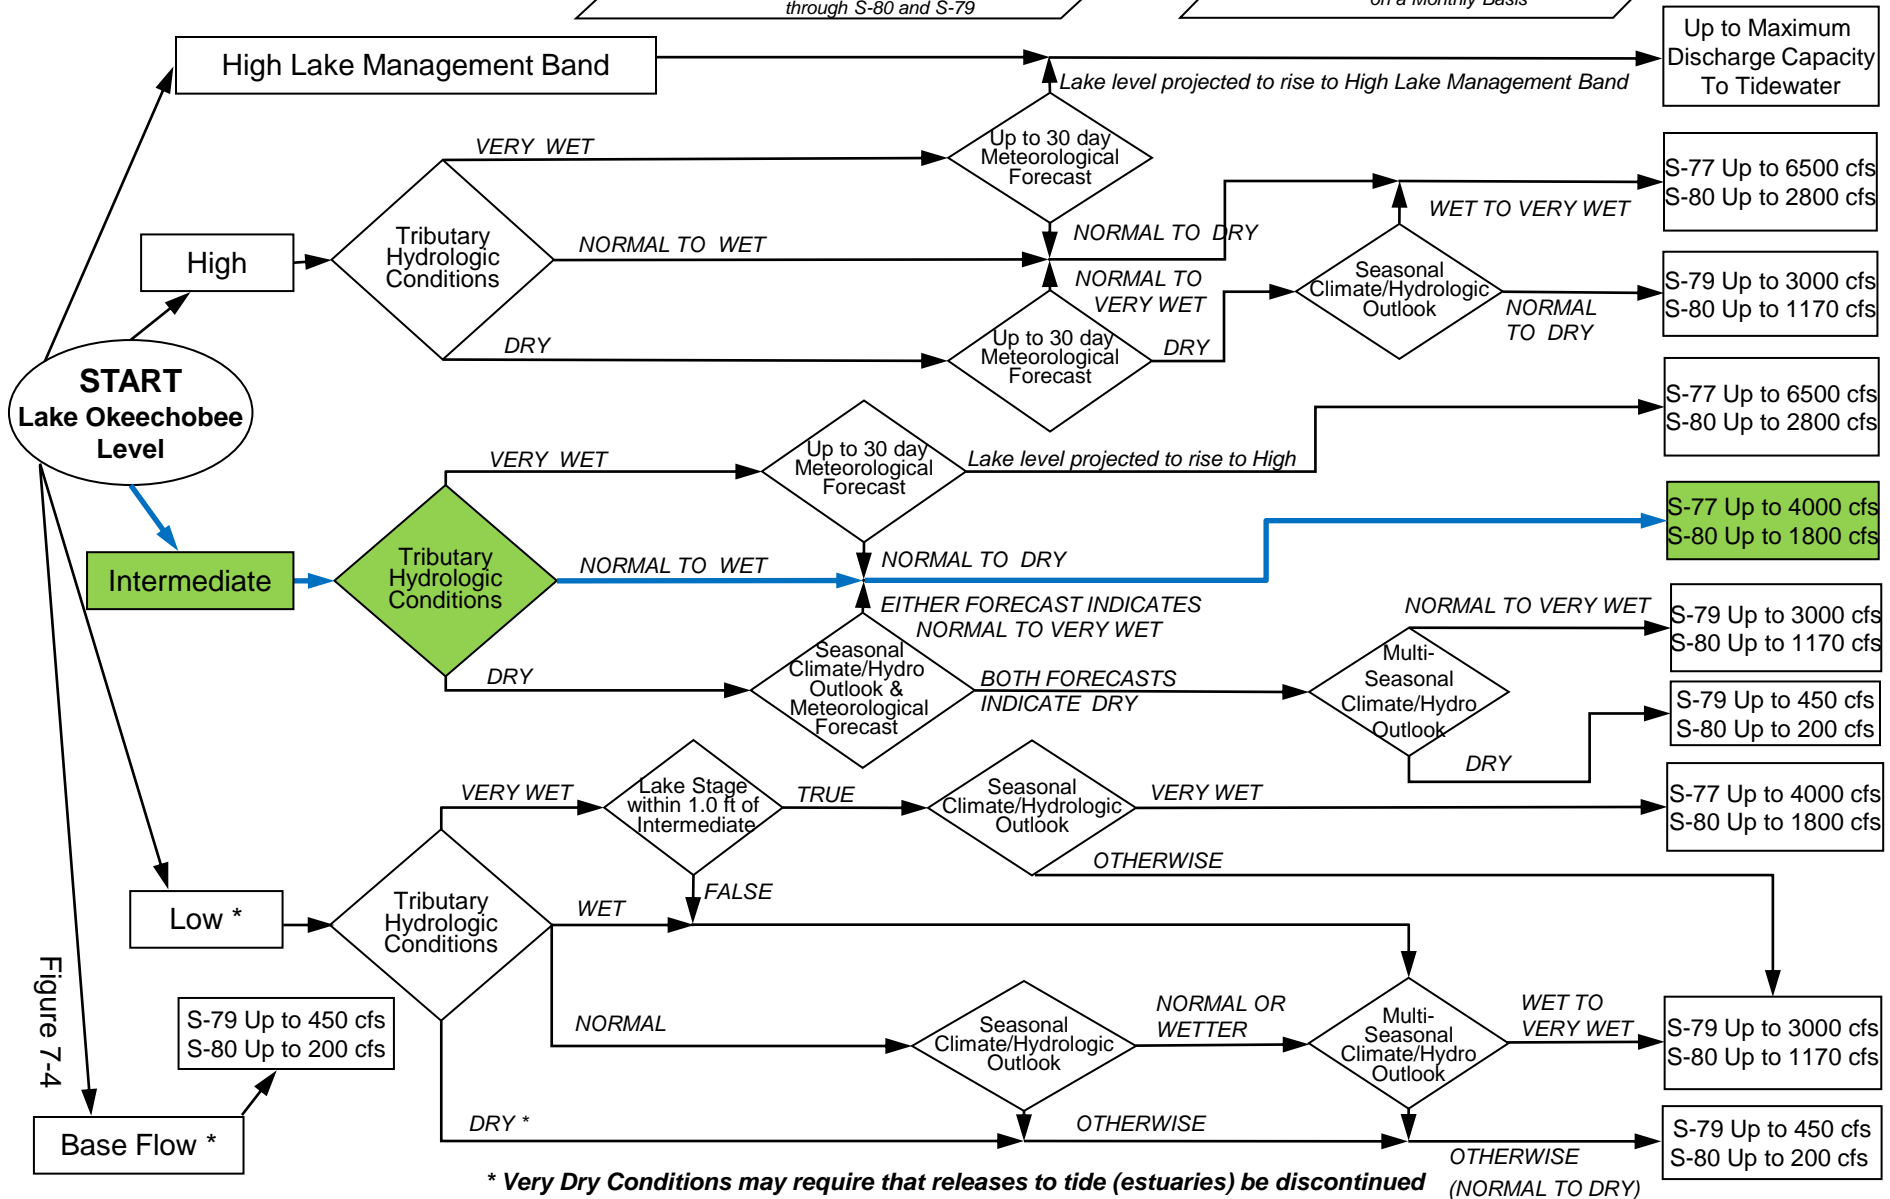 through S-80 and S-79
on a Monthly Basis
High Lake Management Band
Lake level projected to rise to High Lake Management Band
Up to Maximum
Discharge Capacity
To Tidewater
VERY WET
Up to 30 day
Meteorological
Forecast
S-77 Up to 6500 cfs
S-80 Up to 2800 cfs
WET TO VERY WET
High
Tributary
Hydrologic
Conditions
NORMAL TO WET
NORMAL TO DRY
NORMAL TO
VERY WET
Seasonal
Climate/Hydrologic
Outlook
NORMAL
TO DRY
S-79 Up to 3000 cfs
S-80 Up to 1170 cfs
DRY
Up to 30 day
Meteorological
Forecast
DRY
START
Lake Okeechobee
Level
S-77 Up to 6500 cfs
S-80 Up to 2800 cfs
VERY WET
Up to 30 day
Meteorological
Forecast
Lake level projected to rise to High
S-77 Up to 4000 cfs
S-80 Up to 1800 cfs
Intermediate
Tributary
Hydrologic
Conditions
NORMAL TO WET
NORMAL TO DRY
EITHER FORECAST INDICATES
NORMAL TO VERY WET
NORMAL TO VERY WET
S-79 Up to 3000 cfs
S-80 Up to 1170 cfs
DRY
Seasonal
Climate/Hydro
Outlook &
Meteorological
Forecast
BOTH FORECASTS
INDICATE DRY
Multi-
Seasonal
Climate/Hydro
Outlook
S-79 Up to 450 cfs
S-80 Up to 200 cfs
DRY
VERY WET
Lake Stage
within 1.0 ft of
Intermediate
TRUE
Seasonal
Climate/Hydrologic
Outlook
VERY WET
S-77 Up to 4000 cfs
S-80 Up to 1800 cfs
OTHERWISE
FALSE
Low *
Tributary
Hydrologic
Conditions
WET
NORMAL
Seasonal
Climate/Hydrologic
Outlook
NORMAL OR
WETTER
Multi-
Seasonal
Climate/Hydro
Outlook
WET TO
VERY WET
S-79 Up to 3000 cfs
S-80 Up to 1170 cfs
Figure 7-4
S-79 Up to 450 cfs
S-80 Up to 200 cfs
Base Flow *
DRY *
OTHERWISE
OTHERWISE
(NORMAL TO DRY)
S-79 Up to 450 cfs
S-80 Up to 200 cfs
* Very Dry Conditions may require that releases to tide (estuaries) be discontinued